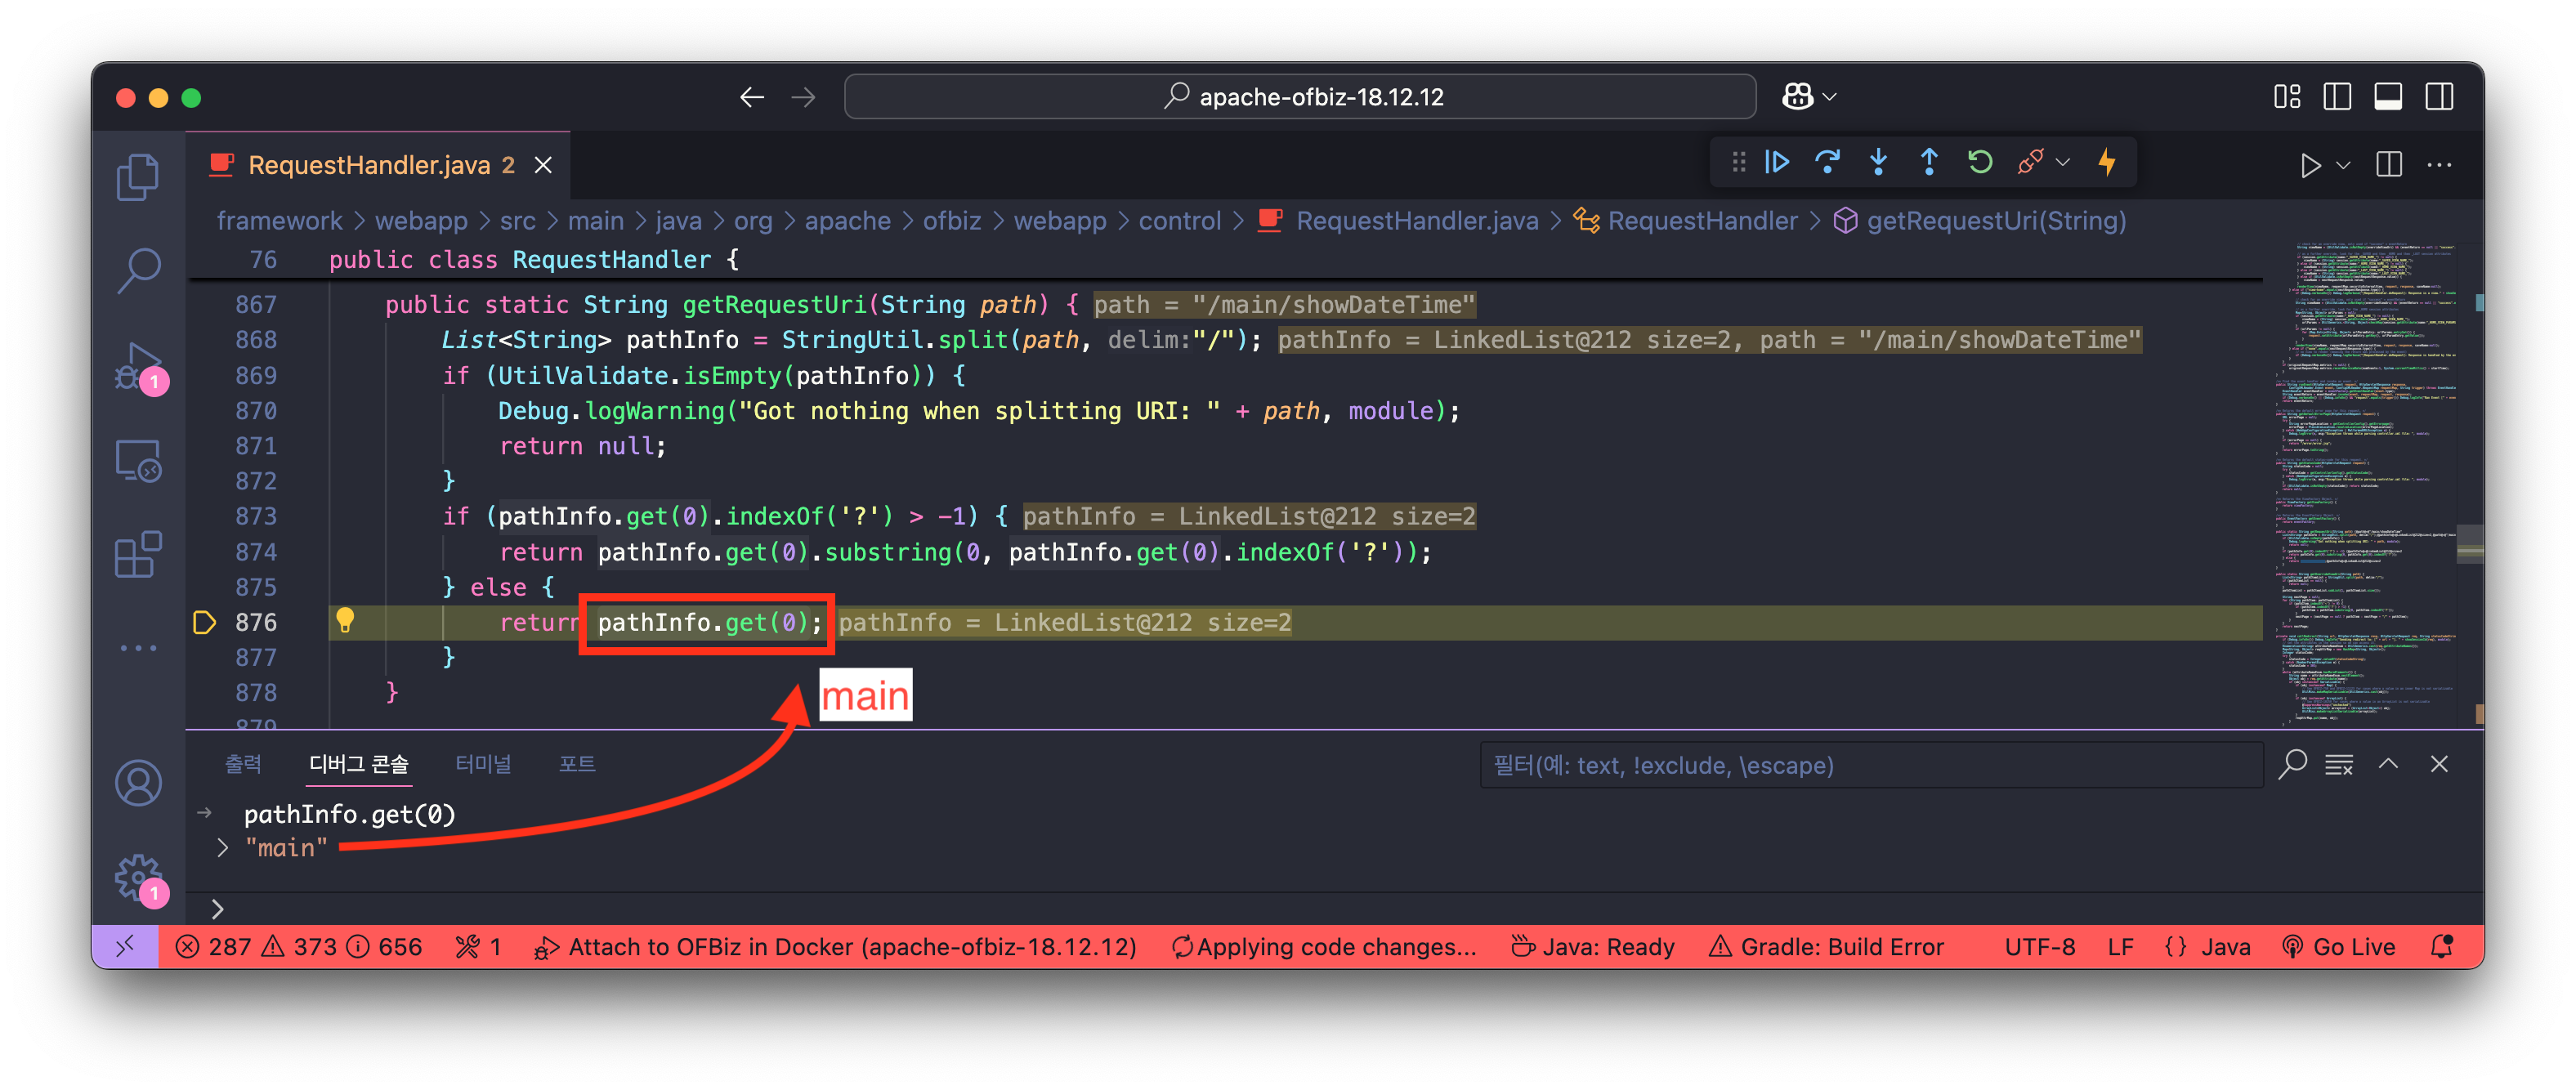 apache-ofbiz-18.12.12
RequestHandler.java 2
framework > webapp > src > main > java > org > apache > ofbiz > webapp > control > RequestHandler.java > RequestHandler > getRequestUri(String)
76 public class RequestHandler {
867 public static String getRequestUri(String path) { path = "/main/showDateTime"
868 List<String> pathInfo = StringUtil.split(path, delim:"/"); pathInfo = LinkedList@212 size=2, path = "/main/showDateTime"
869 if (UtilValidate.isEmpty(pathInfo)) {
870 Debug.logWarning("Got nothing when splitting URI: " + path, module);
871 return null;
872 }
873 if (pathInfo.get(0).indexOf('?') > -1) { pathInfo = LinkedList@212 size=2
874 return pathInfo.get(0).substring(0, pathInfo.get(0).indexOf('?'));
875 } else {
876 return pathInfo.get(0); pathInfo = LinkedList@212 size=2
877 }
main
878 }
879
출력 디버그 콘솔 터미널 포트
필터(예: text, !exclude, \escape)
→ pathInfo.get(0)
> "main"
>
287 373 656 1 Attach to OFBiz in Docker (apache-ofbiz-18.12.12) Applying code changes... Java: Ready Gradle: Build Error UTF-8 LF {} Java Go Live
1
1